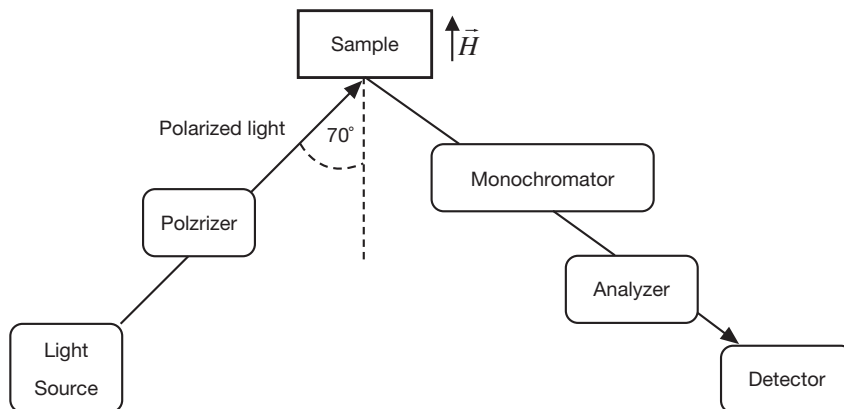 Sample
H
Polarized light
70°
Monochromator
Polzrizer
Analyzer
Light
Source
Detector